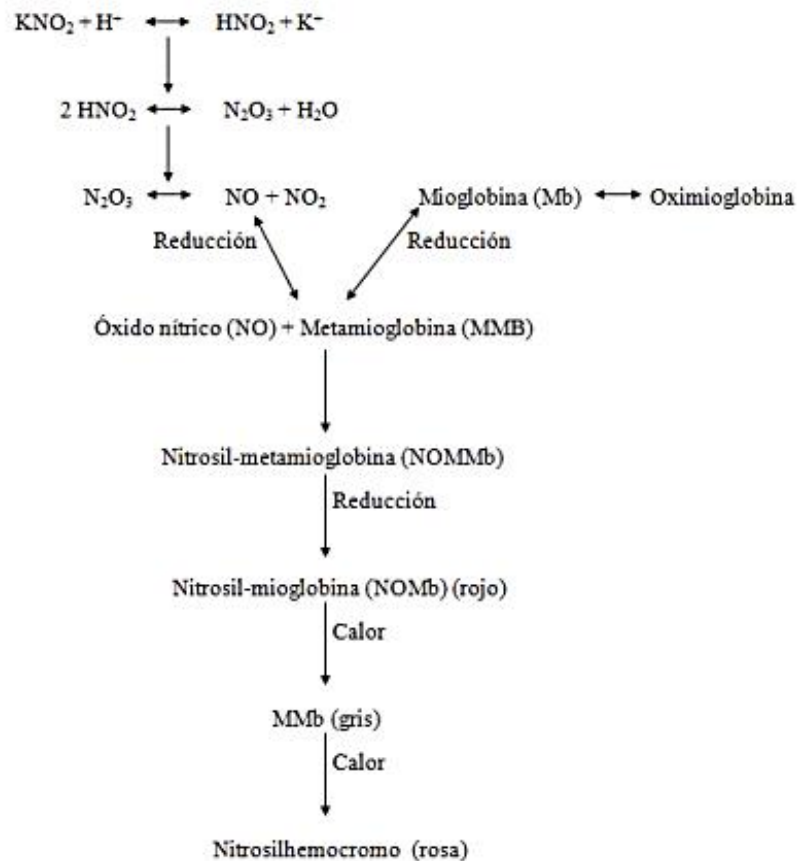 KNO₂ + H⁺ ↔ HNO₂ + K⁺
2 HNO₂ ↔ N₂O₃ + H₂O
N₂O₃ ↔ NO + NO₂ Mioglobina (Mb) ↔ Oximioglobina
Reducción Reducción
Óxido nítrico (NO) + Metamioglobina (MMB)
Nitrosil-metamioglobina (NOMMb)
Reducción
Nitrosil-mioglobina (NOMb) (rojo)
Calor
MMb (gris)
Calor
Nitrosilhemocromo (rosa)